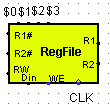 $0$1$2$3
R1#
RegFile
R1
R2#
R2
RW
Din WE
CLK